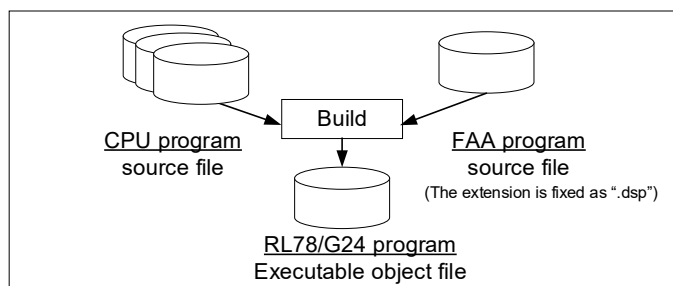 Build
CPU program
source file
FAA program
source file
(The extension is fixed as “.dsp”)
RL78/G24 program
Executable object file